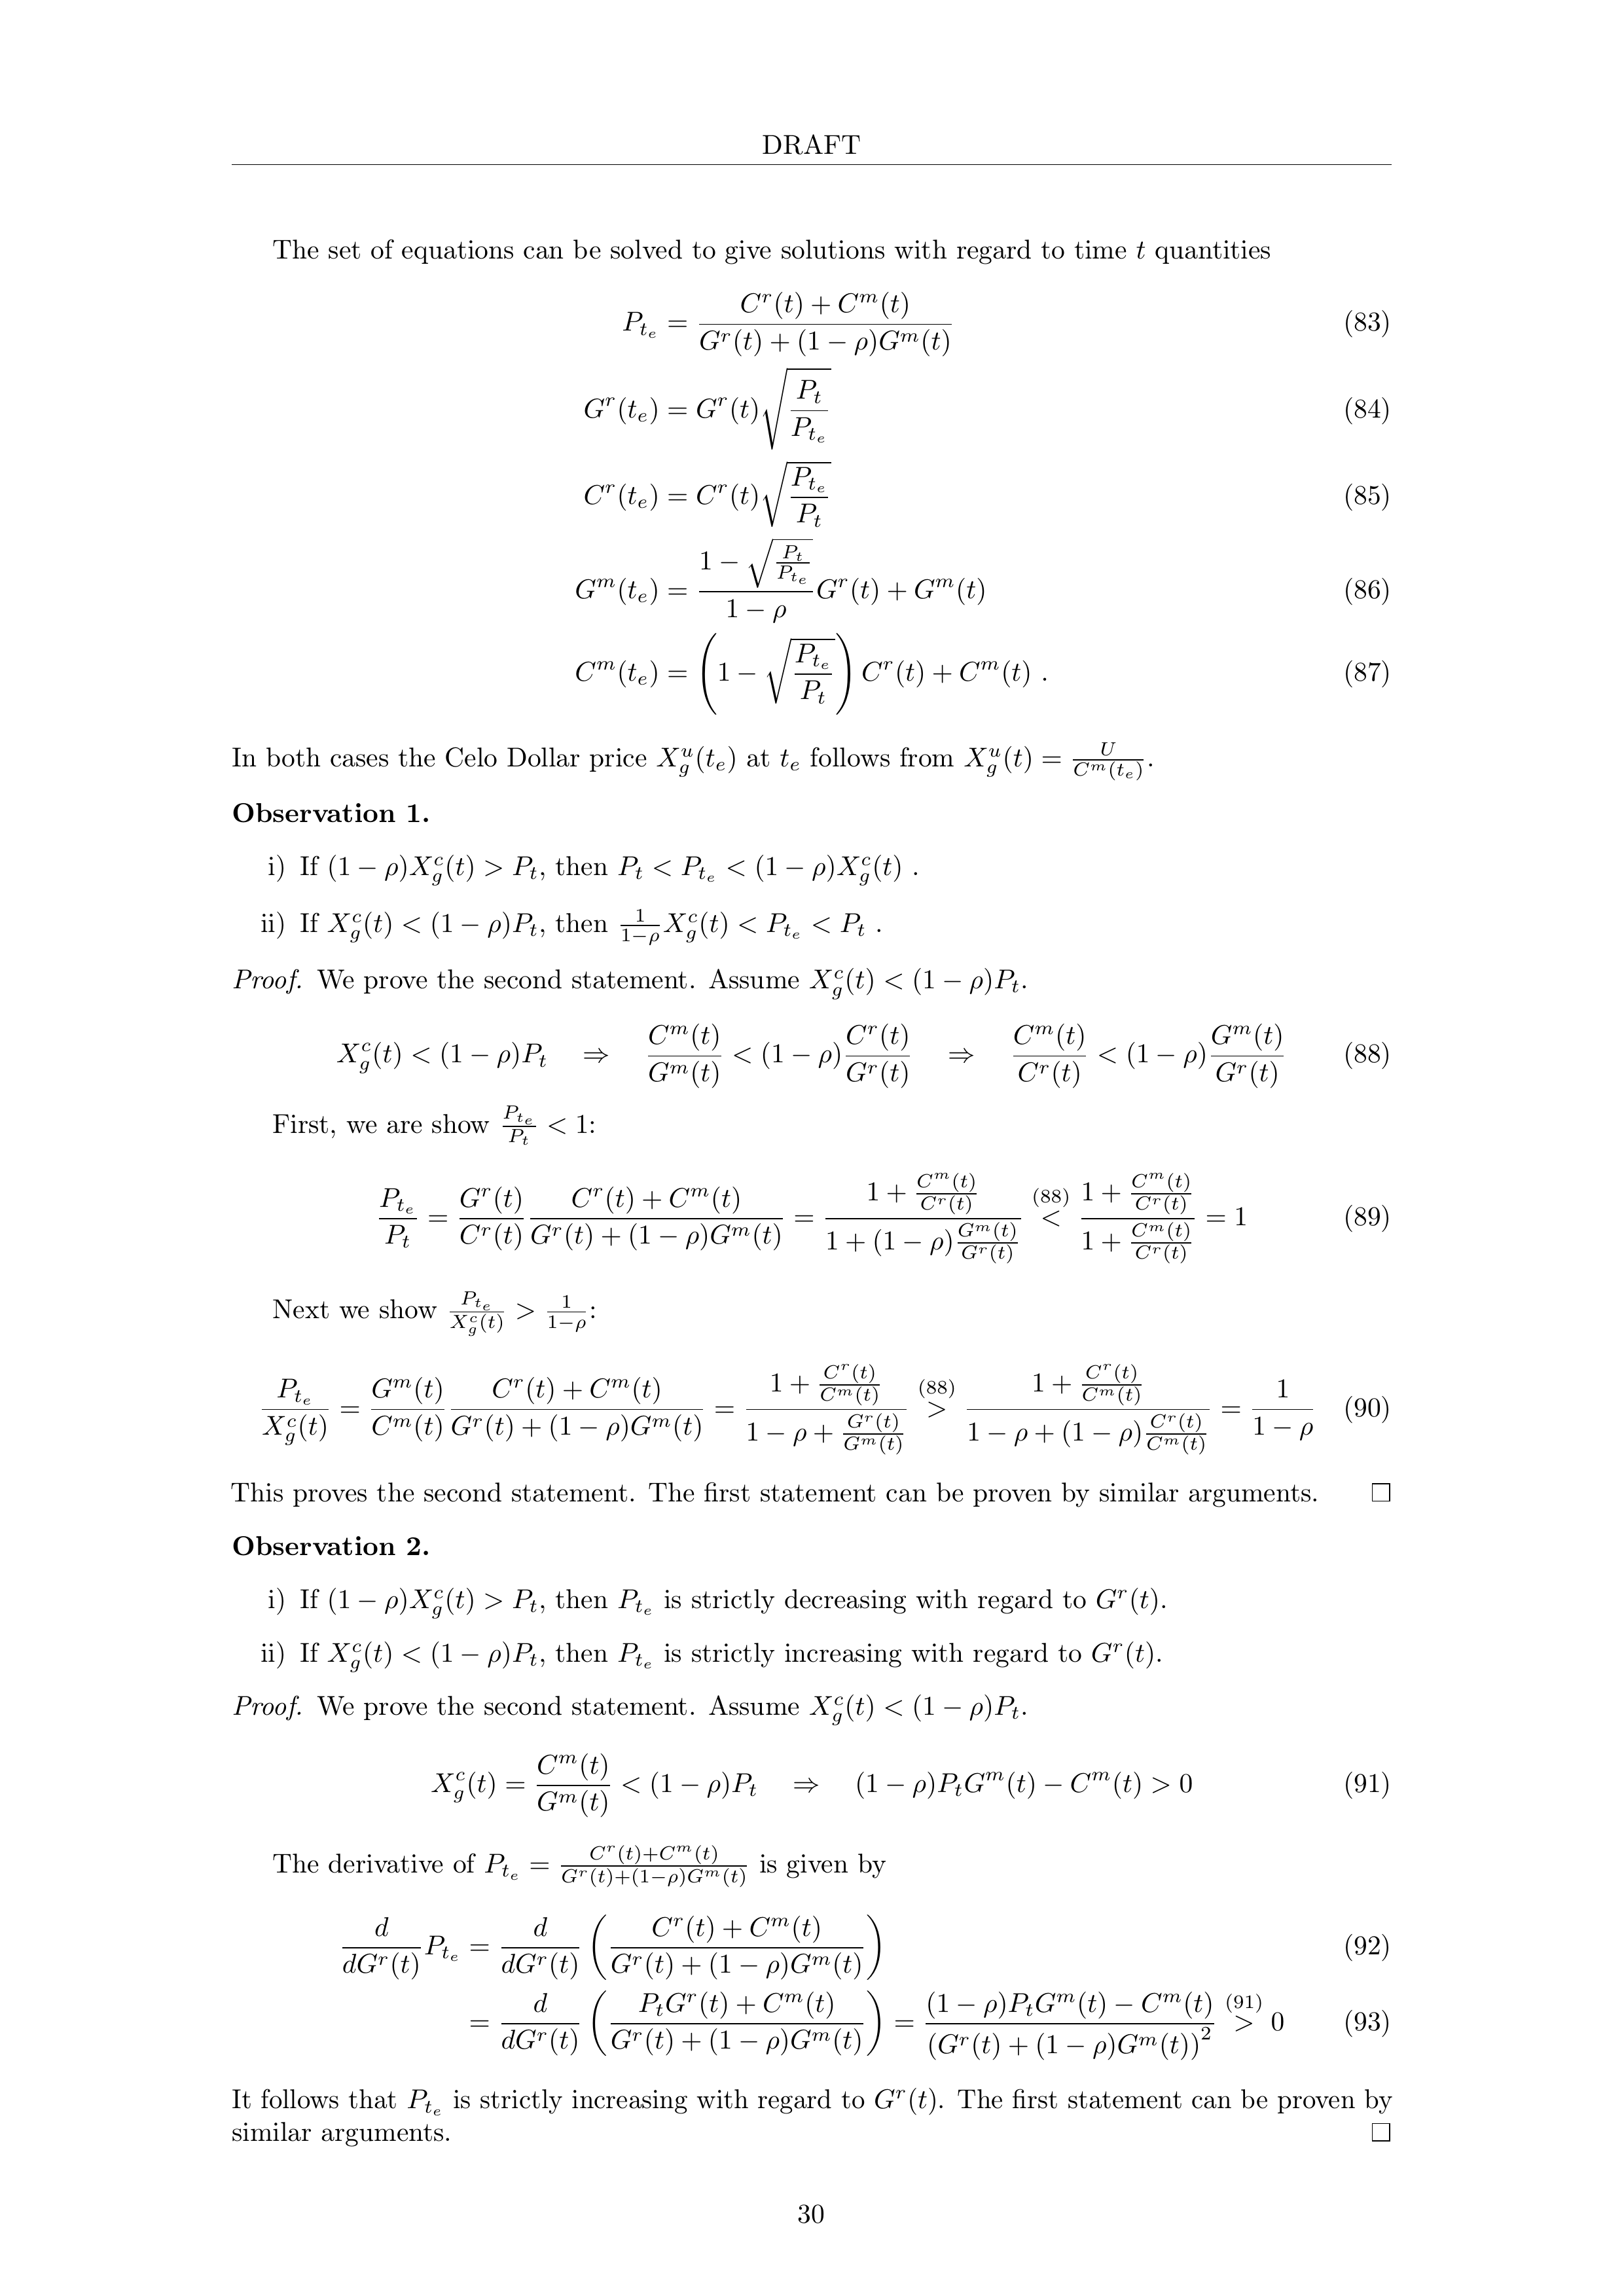 DRAFT
The set of equations can be solved to give solutions with regard to time $t$ quantities
$P_{t_e} = \frac{C^r(t) + C^m(t)}{G^r(t) + (1 - \rho)G^m(t)}$ (83)
$G^r(t_e) = G^r(t)\sqrt{\frac{P_t}{P_{t_e}}}$ (84)
$C^r(t_e) = C^r(t)\sqrt{\frac{P_{t_e}}{P_t}}$ (85)
$G^m(t_e) = \frac{1 - \sqrt{\frac{P_t}{P_{t_e}}}}{1 - \rho}G^r(t) + G^m(t)$ (86)
$C^m(t_e) = \left(1 - \sqrt{\frac{P_{t_e}}{P_t}}\right)C^r(t) + C^m(t)$ . (87)
In both cases the Celo Dollar price $X_g^u(t_e)$ at $t_e$ follows from $X_g^u(t) = \frac{U}{C^m(t_e)}$.
Observation 1.
i) If $(1 - \rho)X_g^c(t) > P_t$, then $P_t < P_{t_e} < (1 - \rho)X_g^c(t)$ .
ii) If $X_g^c(t) < (1 - \rho)P_t$, then $\frac{1}{1-\rho}X_g^c(t) < P_{t_e} < P_t$ .
Proof. We prove the second statement. Assume $X_g^c(t) < (1 - \rho)P_t$.
$X_g^c(t) < (1 - \rho)P_t \quad \Rightarrow \quad \frac{C^m(t)}{G^m(t)} < (1 - \rho)\frac{C^r(t)}{G^r(t)} \quad \Rightarrow \quad \frac{C^m(t)}{C^r(t)} < (1 - \rho)\frac{G^m(t)}{G^r(t)}$ (88)
First, we are show $\frac{P_{t_e}}{P_t} < 1$:
$\frac{P_{t_e}}{P_t} = \frac{G^r(t)}{C^r(t)}\frac{C^r(t) + C^m(t)}{G^r(t) + (1 - \rho)G^m(t)} = \frac{1 + \frac{C^m(t)}{C^r(t)}}{1 + (1 - \rho)\frac{G^m(t)}{G^r(t)}} \overset{(88)}{<} \frac{1 + \frac{C^m(t)}{C^r(t)}}{1 + \frac{C^m(t)}{C^r(t)}} = 1$ (89)
Next we show $\frac{P_{t_e}}{X_g^c(t)} > \frac{1}{1-\rho}$:
$\frac{P_{t_e}}{X_g^c(t)} = \frac{G^m(t)}{C^m(t)}\frac{C^r(t) + C^m(t)}{G^r(t) + (1 - \rho)G^m(t)} = \frac{1 + \frac{C^r(t)}{C^m(t)}}{1 - \rho + \frac{G^r(t)}{G^m(t)}} \overset{(88)}{>} \frac{1 + \frac{C^r(t)}{C^m(t)}}{1 - \rho + (1 - \rho)\frac{C^r(t)}{C^m(t)}} = \frac{1}{1 - \rho}$ (90)
This proves the second statement. The first statement can be proven by similar arguments. □
Observation 2.
i) If $(1 - \rho)X_g^c(t) > P_t$, then $P_{t_e}$ is strictly decreasing with regard to $G^r(t)$.
ii) If $X_g^c(t) < (1 - \rho)P_t$, then $P_{t_e}$ is strictly increasing with regard to $G^r(t)$.
Proof. We prove the second statement. Assume $X_g^c(t) < (1 - \rho)P_t$.
$X_g^c(t) = \frac{C^m(t)}{G^m(t)} < (1 - \rho)P_t \quad \Rightarrow \quad (1 - \rho)P_tG^m(t) - C^m(t) > 0$ (91)
The derivative of $P_{t_e} = \frac{C^r(t)+C^m(t)}{G^r(t)+(1-\rho)G^m(t)}$ is given by
$\frac{d}{dG^r(t)}P_{t_e} = \frac{d}{dG^r(t)}\left(\frac{C^r(t) + C^m(t)}{G^r(t) + (1 - \rho)G^m(t)}\right)$ (92)
$= \frac{d}{dG^r(t)}\left(\frac{P_tG^r(t) + C^m(t)}{G^r(t) + (1 - \rho)G^m(t)}\right) = \frac{(1 - \rho)P_tG^m(t) - C^m(t)}{(G^r(t) + (1 - \rho)G^m(t))^2} \overset{(91)}{>} 0$ (93)
It follows that $P_{t_e}$ is strictly increasing with regard to $G^r(t)$. The first statement can be proven by
similar arguments. □
30